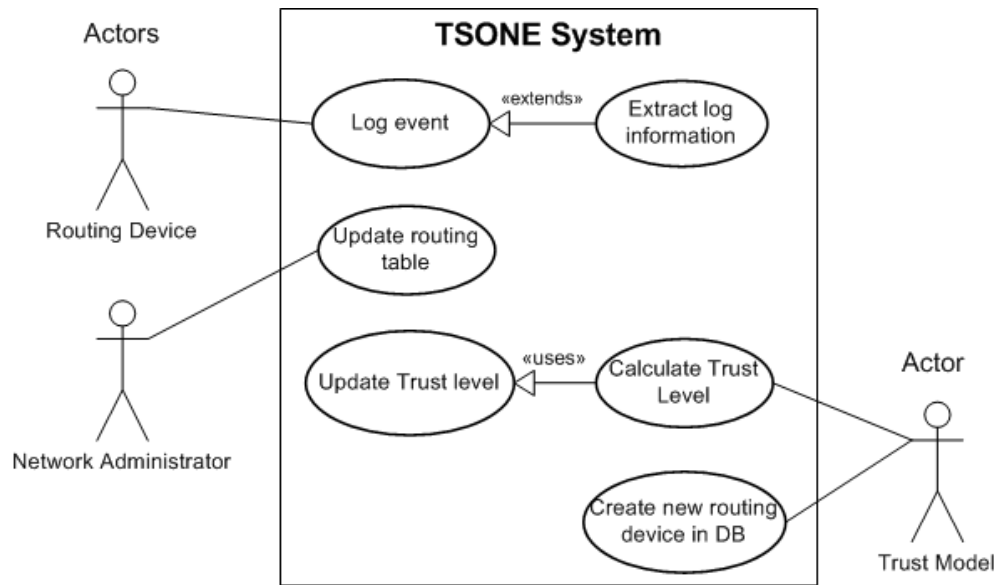 Actors
TSONE System
Log event
«extends»
Extract log
information
Routing Device
Update routing
table
Update Trust level
«uses»
Calculate Trust
Level
Actor
Network Administrator
Create new routing
device in DB
Trust Model